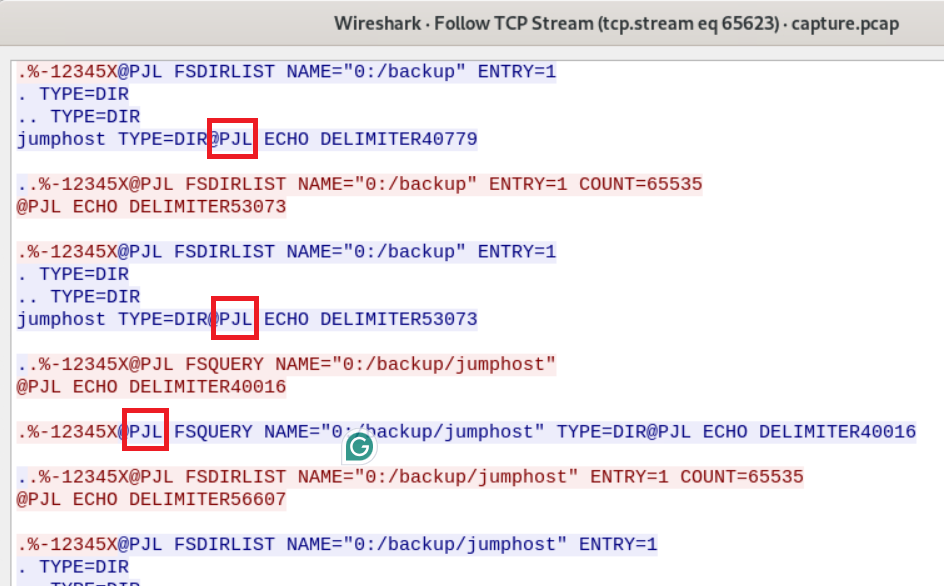 Wireshark · Follow TCP Stream (tcp.stream eq 65623) · capture.pcap
.%-12345X@PJL FSDIRLIST NAME="0:/backup" ENTRY=1
. TYPE=DIR
.. TYPE=DIR
jumphost TYPE=DIR@PJL ECHO DELIMITER40779
..%-12345X@PJL FSDIRLIST NAME="0:/backup" ENTRY=1 COUNT=65535
@PJL ECHO DELIMITER53073
.%-12345X@PJL FSDIRLIST NAME="0:/backup" ENTRY=1
. TYPE=DIR
.. TYPE=DIR
jumphost TYPE=DIR@PJL ECHO DELIMITER53073
..%-12345X@PJL FSQUERY NAME="0:/backup/jumphost"
@PJL ECHO DELIMITER40016
.%-12345X@PJL FSQUERY NAME="0:/backup/jumphost" TYPE=DIR@PJL ECHO DELIMITER40016
..%-12345X@PJL FSDIRLIST NAME="0:/backup/jumphost" ENTRY=1 COUNT=65535
@PJL ECHO DELIMITER56607
.%-12345X@PJL FSDIRLIST NAME="0:/backup/jumphost" ENTRY=1
. TYPE=DIR